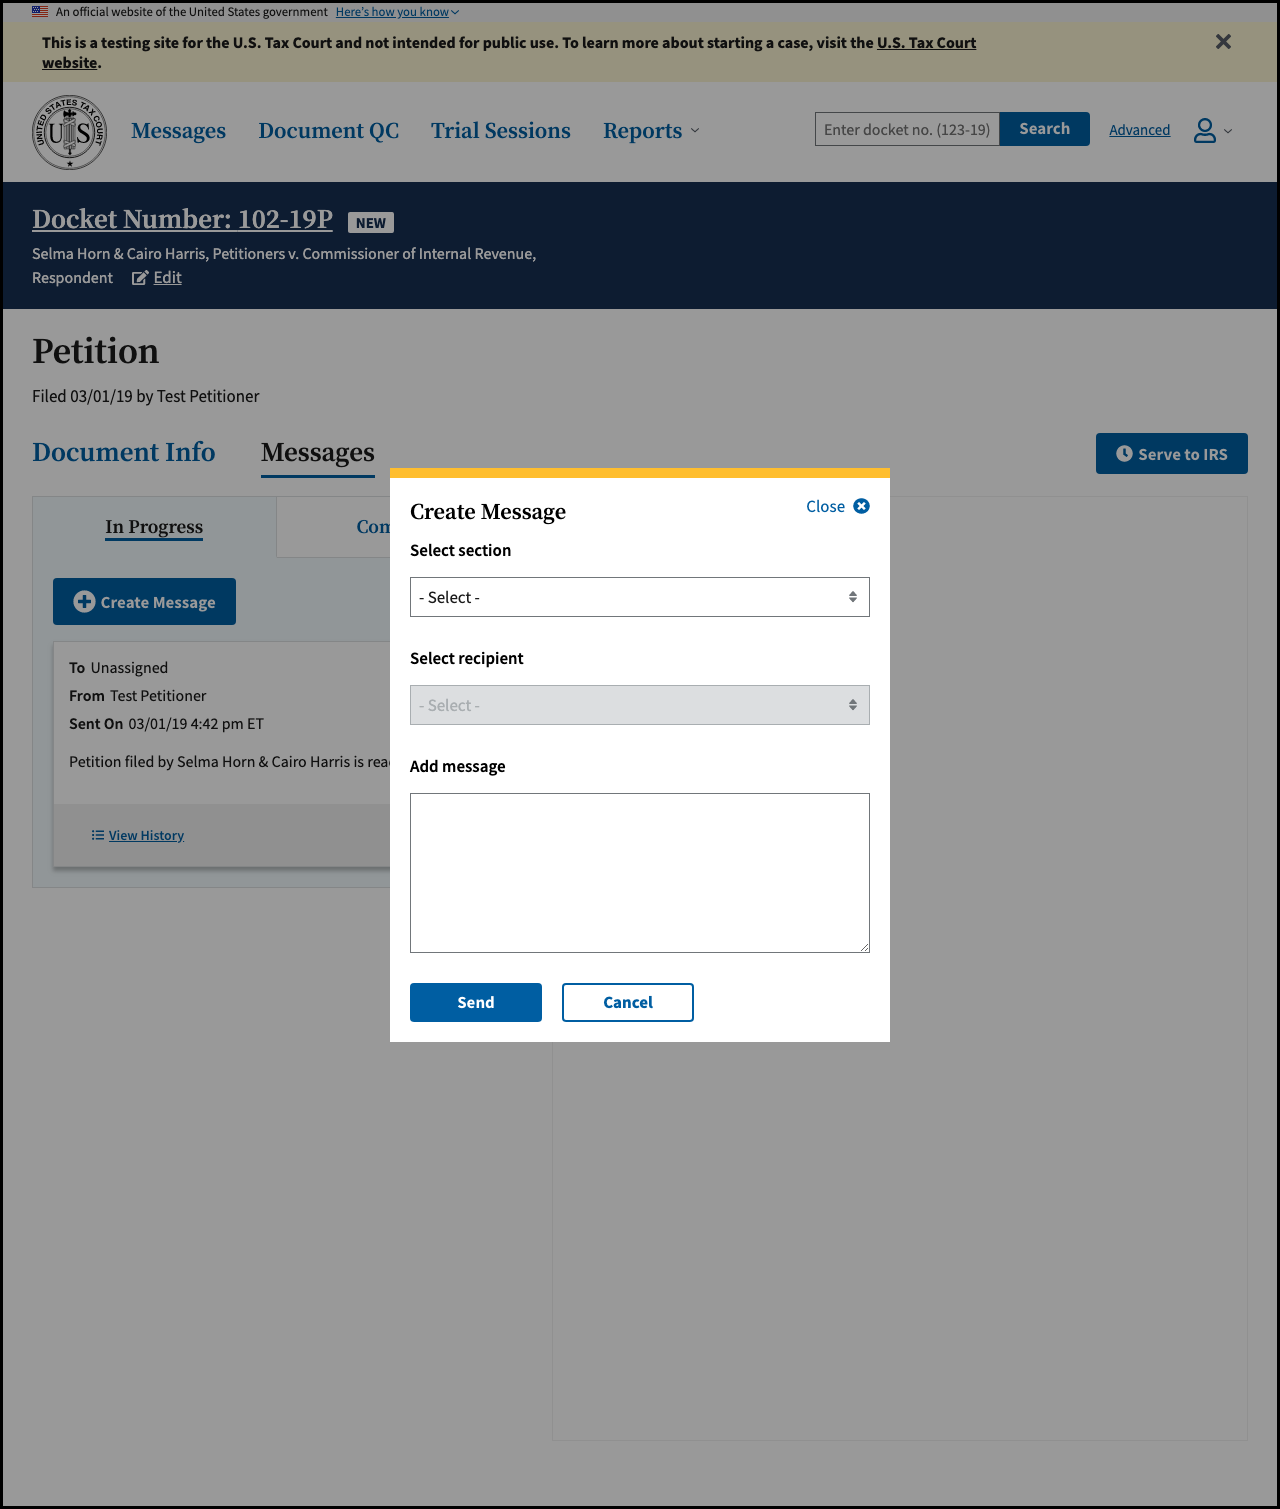 An official website of the United States government Here's how you know
This is a testing site for the U.S. Tax Court and not intended for public use. To learn more about starting a case, visit the U.S. Tax Court
website.
UNITED STATES TAX COURT
US
Messages Document QC Trial Sessions Reports
Enter docket no. (123-19) Search Advanced
Docket Number: 102-19P NEW
Selma Horn & Cairo Harris, Petitioners v. Commissioner of Internal Revenue,
Respondent Edit
Petition
Filed 03/01/19 by Test Petitioner
Document Info Messages
Serve to IRS
In Progress
Create Message
To Unassigned
From Test Petitioner
Sent On 03/01/19 4:42 pm ET
Petition filed by Selma Horn & Cairo Harris is
View History
Create Message Close
Select section
- Select -
Select recipient
- Select -
Add message
Send Cancel